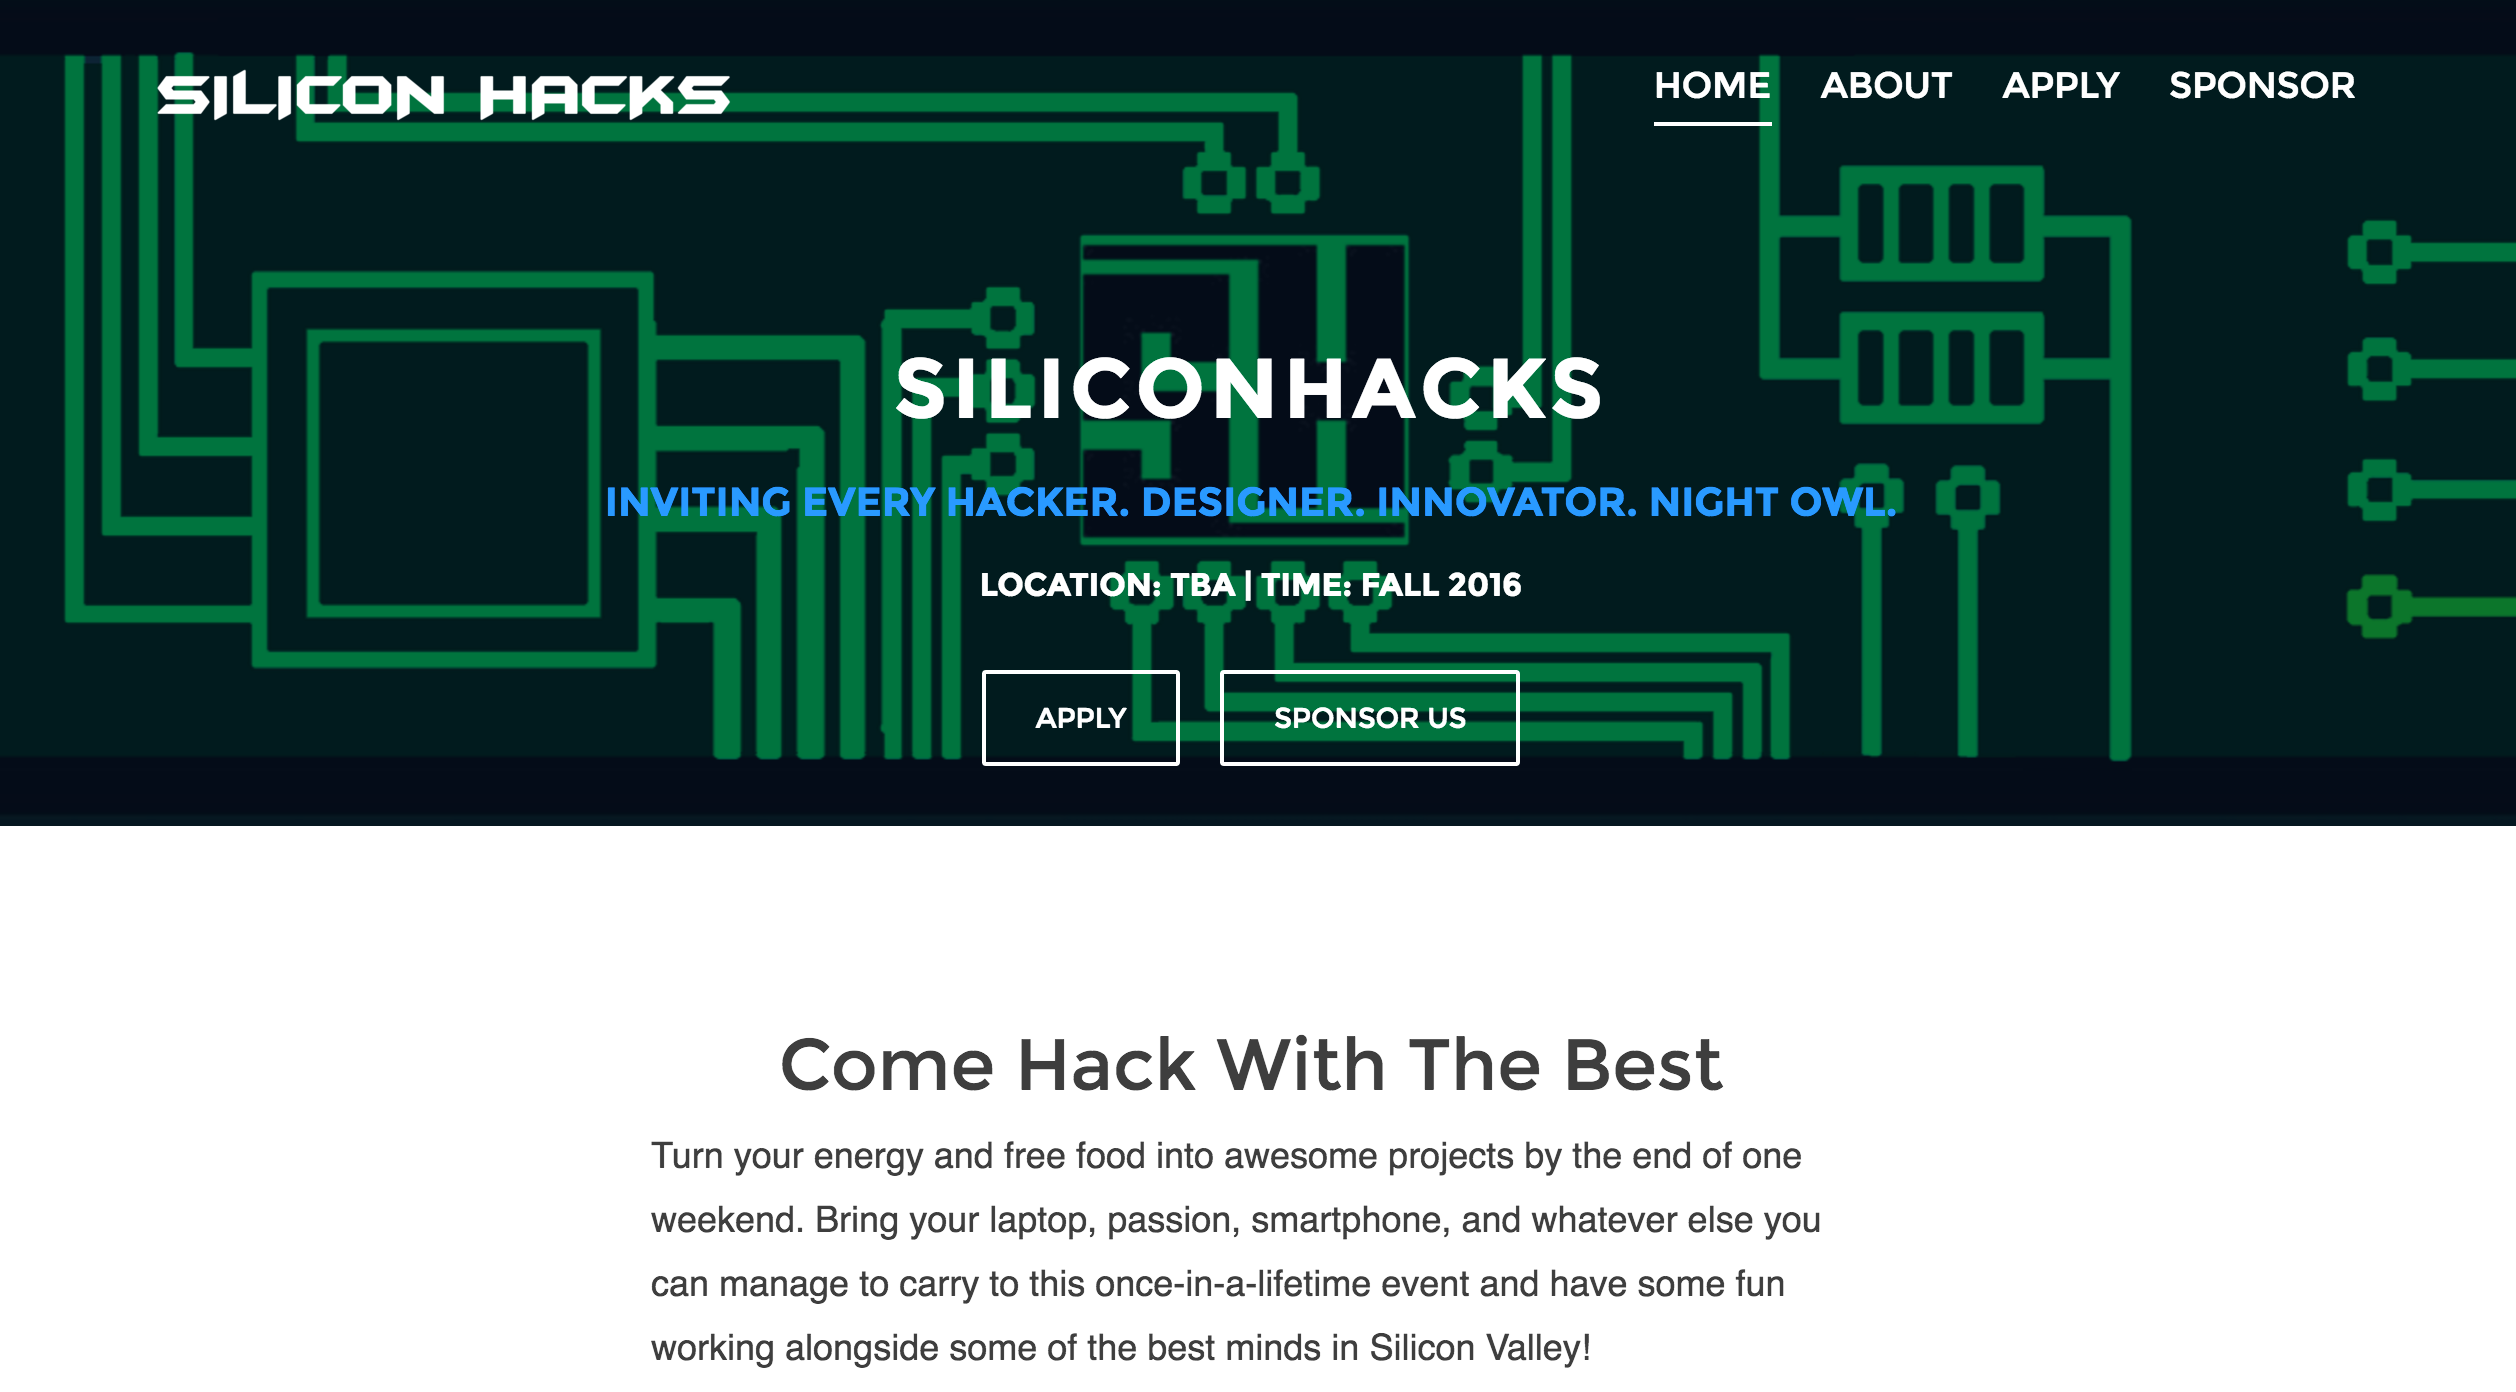 SILICON HACKS
HOME ABOUT APPLY SPONSOR
SILICONHACKS
INVITING EVERY HACKER. DESIGNER. INNOVATOR. NIGHT OWL.
LOCATION: TBA | TIME: FALL 2016
APPLY SPONSOR US
Come Hack With The Best
Turn your energy and free food into awesome projects by the end of one
weekend. Bring your laptop, passion, smartphone, and whatever else you
can manage to carry to this once-in-a-lifetime event and have some fun
working alongside some of the best minds in Silicon Valley!